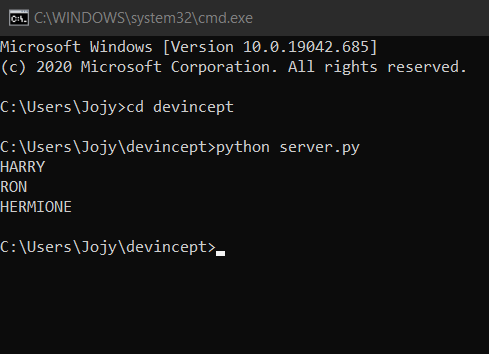 C:\WINDOWS\system32\cmd.exe
Microsoft Windows [Version 10.0.19042.685]
(c) 2020 Microsoft Corporation. All rights reserved.
C:\Users\Jojy>cd devincept
C:\Users\Jojy\devincept>python server.py
HARRY
RON
HERMIONE
C:\Users\Jojy\devincept>